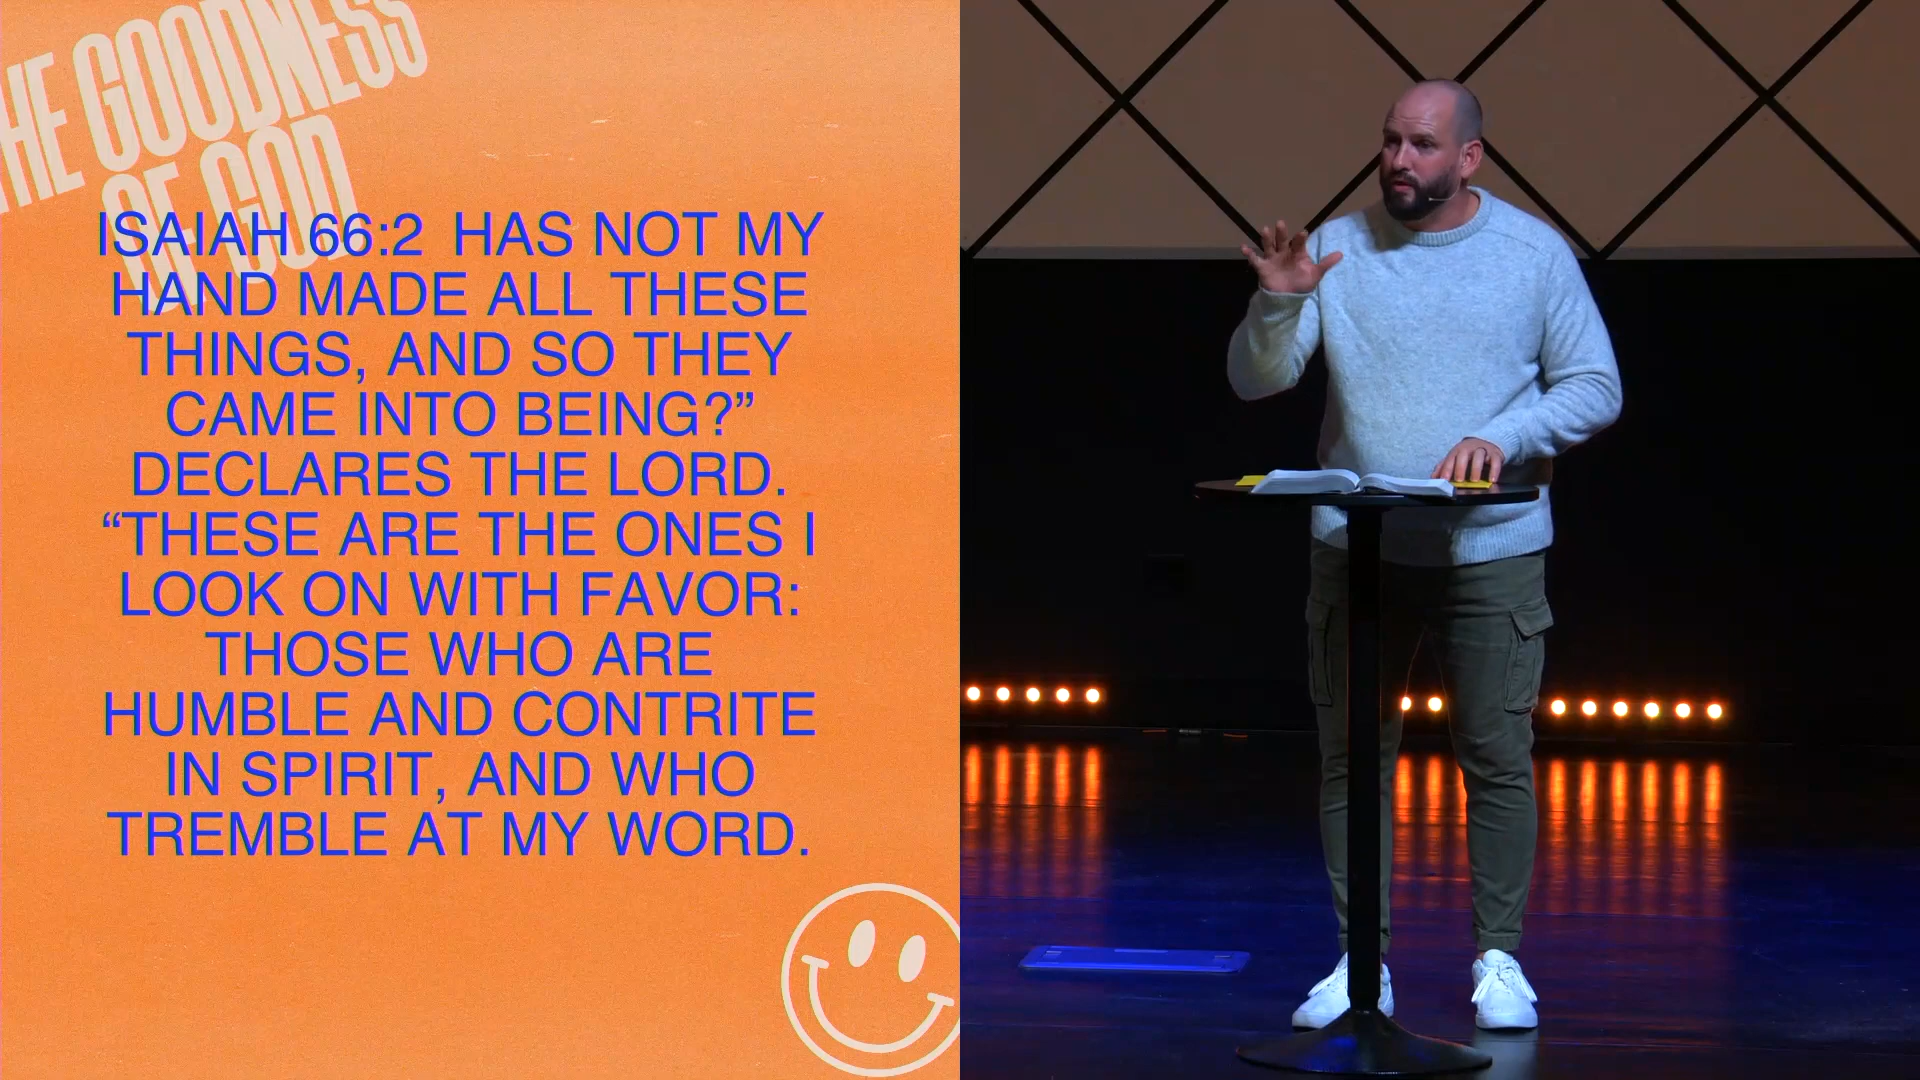 THE GOODNESS
OF GOD
ISAIAH 66:2 HAS NOT MY
HAND MADE ALL THESE
THINGS, AND SO THEY
CAME INTO BEING?”
DECLARES THE LORD.
“THESE ARE THE ONES I
LOOK ON WITH FAVOR:
THOSE WHO ARE
HUMBLE AND CONTRITE
IN SPIRIT, AND WHO
TREMBLE AT MY WORD.